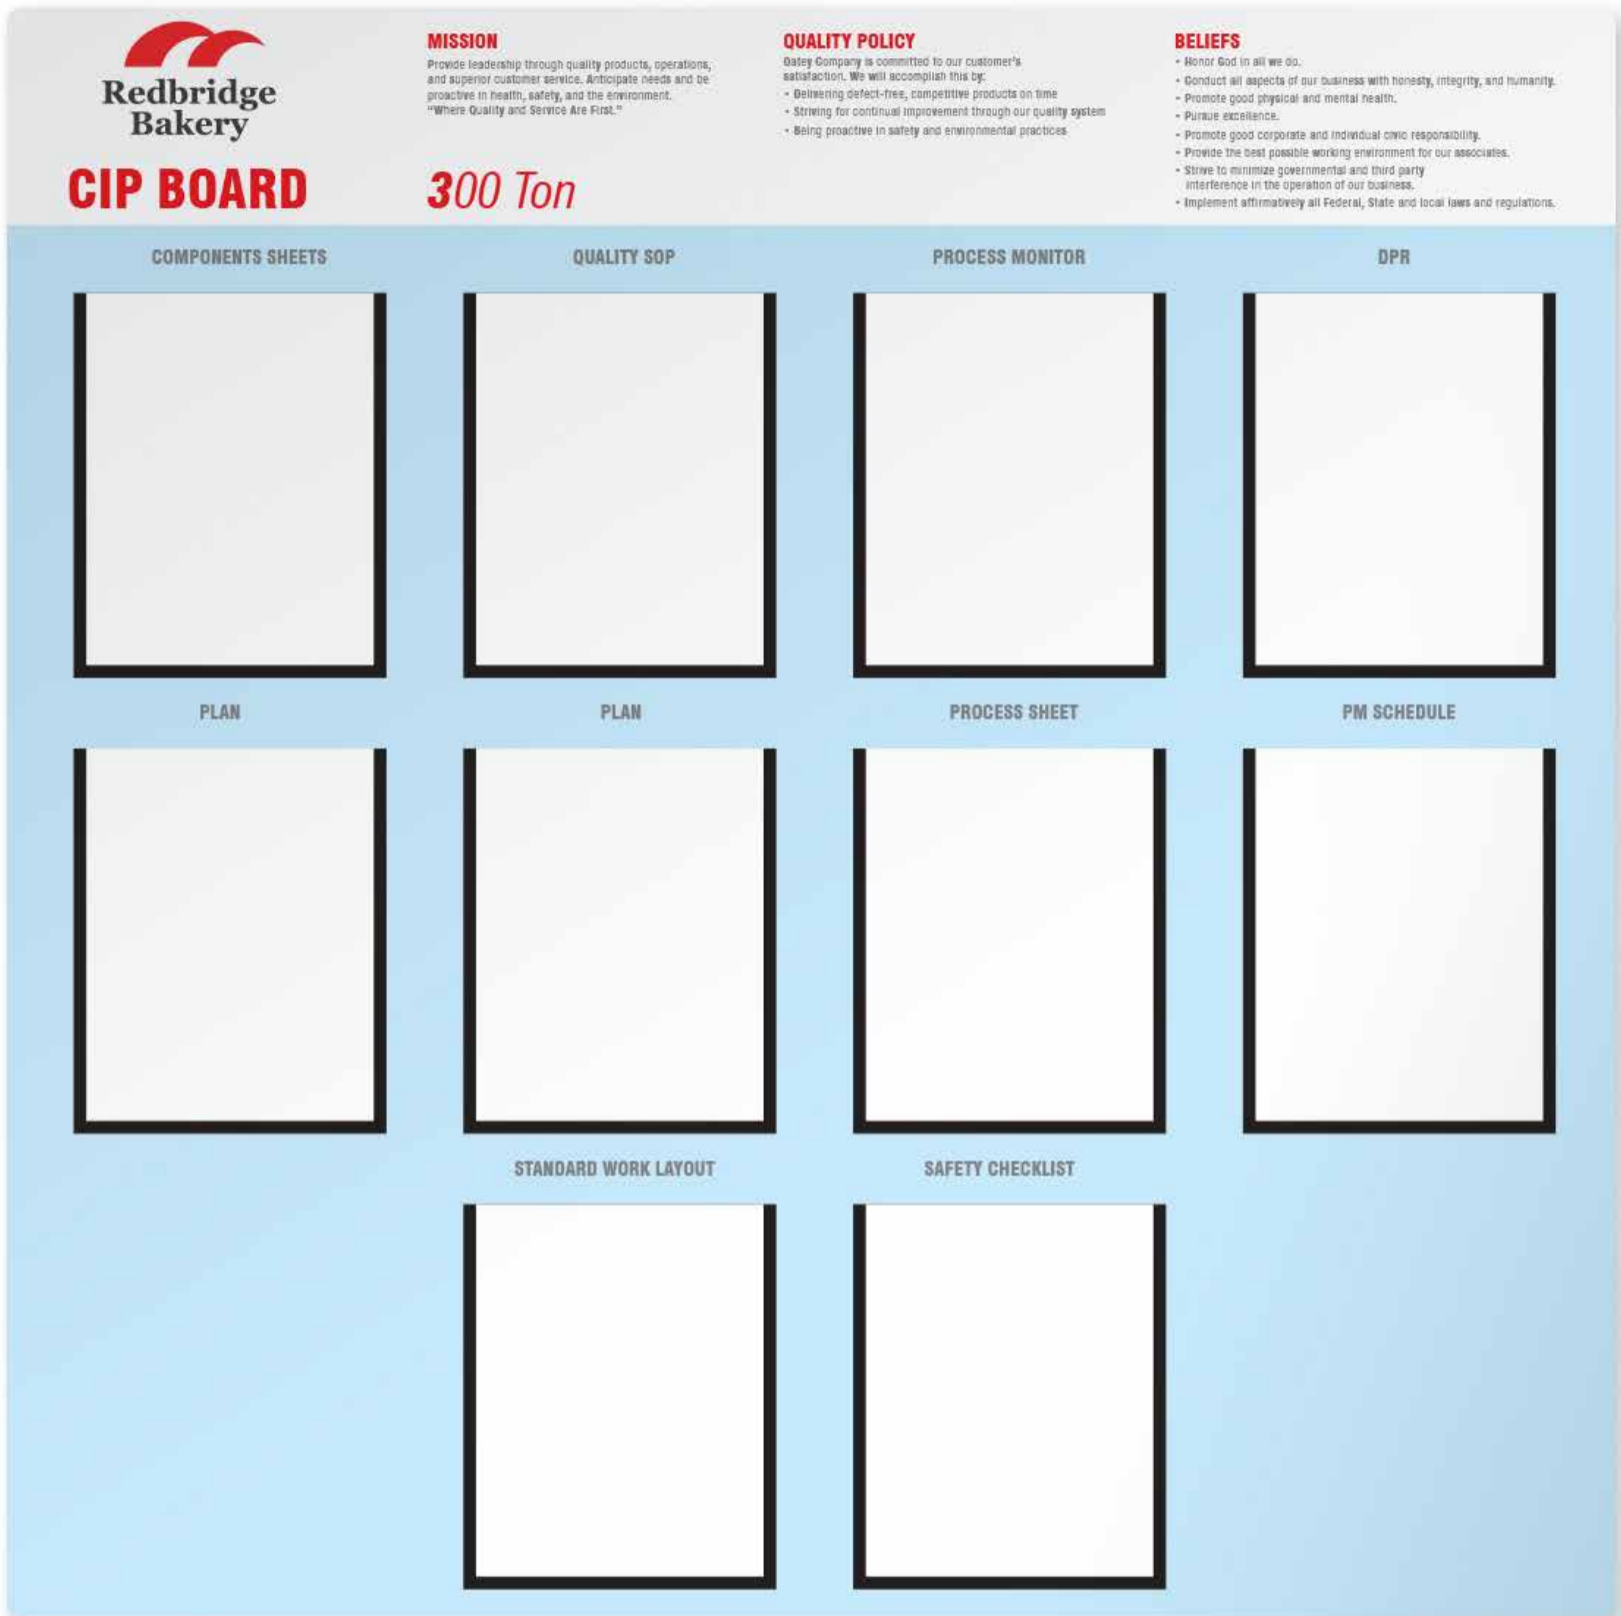 Redbridge
Bakery
CIP BOARD
300 Ton
MISSION
Provide leadership through quality products, operations,
and superior customer service. Anticipate needs and be
proactive in health, safety, and the environment.
"Where Quality and Service Are First."
QUALITY POLICY
Oatey Company is committed to our customer's
satisfaction. We will accomplish this by:
• Delivering defect-free, competitive products on time
• Striving for continual improvement through our quality system
• Being proactive in safety and environmental practices
BELIEFS
• Honor God in all we do.
• Conduct all aspects of our business with honesty, integrity, and humanity.
• Promote good physical and mental health.
• Pursue excellence.
• Promote good corporate and individual civic responsibility.
• Provide the best possible working environment for our associates.
• Strive to minimize governmental and third party
interference in the operation of our business.
• Implement affirmatively all Federal, State and local laws and regulations.
COMPONENTS SHEETS
QUALITY SOP
PROCESS MONITOR
DPR
PLAN
PLAN
PROCESS SHEET
PM SCHEDULE
STANDARD WORK LAYOUT
SAFETY CHECKLIST